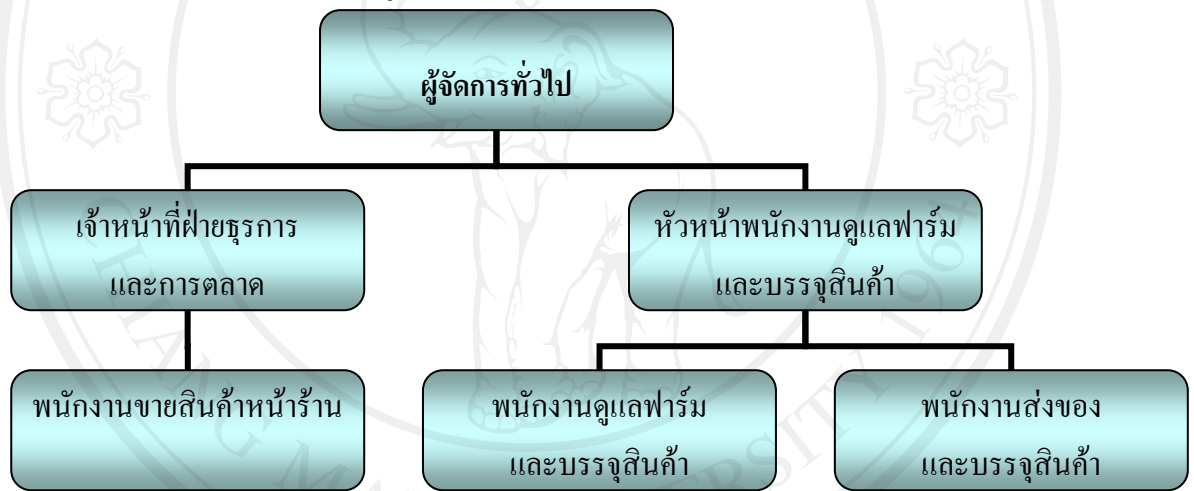 ผู้จัดการทั่วไป
เจ้าหน้าที่ฝ่ายธุรการ
และการตลาด
หัวหน้าพนักงานดูแลฟาร์ม
และบรรจุสินค้า
พนักงานขายสินค้าหน้าร้าน
พนักงานดูแลฟาร์ม
และบรรจุสินค้า
พนักงานส่งของ
และบรรจุสินค้า
CHIANG MAI UNIVERSITY 1964